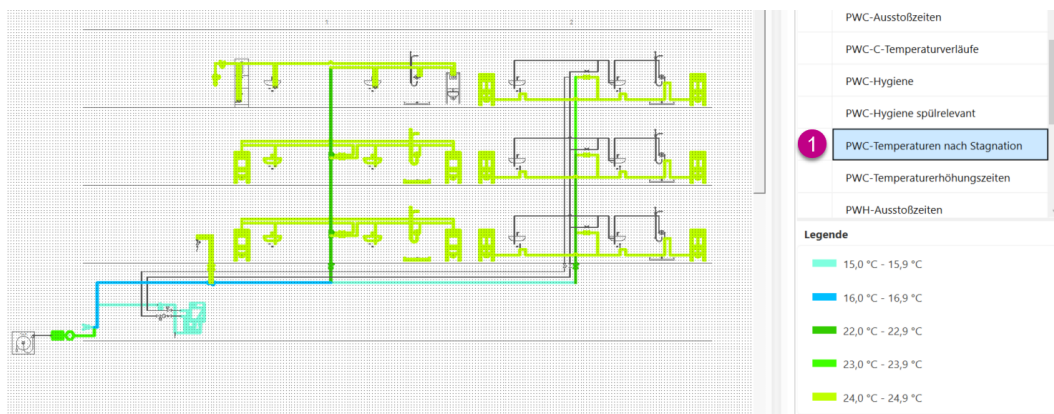 1
2
PWC-Ausstoßzeiten
PWC-C-Temperaturverläufe
PWC-Hygiene
PWC-Hygiene spülrelevant
1
PWC-Temperaturen nach Stagnation
PWC-Temperaturerhöhungszeiten
PWH-Ausstoßzeiten
Legende
15,0 °C - 15,9 °C
16,0 °C - 16,9 °C
22,0 °C - 22,9 °C
23,0 °C - 23,9 °C
24,0 °C - 24,9 °C